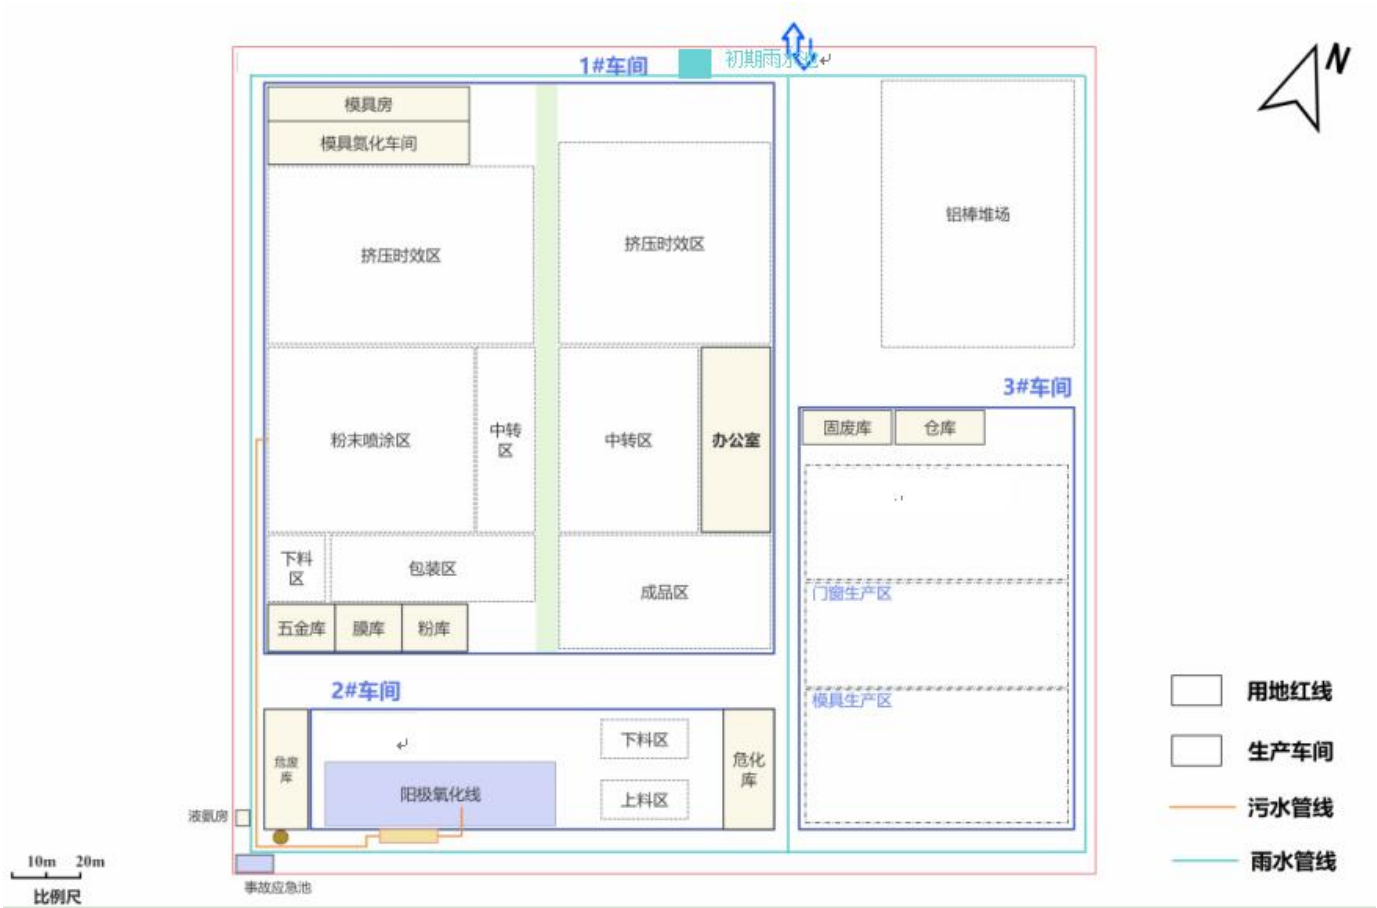 初期雨水池
N
1#车间
模具房
模具氮化车间
挤压时效区
挤压时效区
铝棒堆场
粉末喷涂区
中转
区
中转区
办公室
3#车间
固废库
仓库
下料
区
包装区
成品区
门窗生产区
五金库
膜库
粉库
2#车间
模具生产区
危废
库
下料区
危化
库
阳极氧化线
上料区
液氨房
事故应急池
10m
20m
比例尺
用地红线
生产车间
污水管线
雨水管线